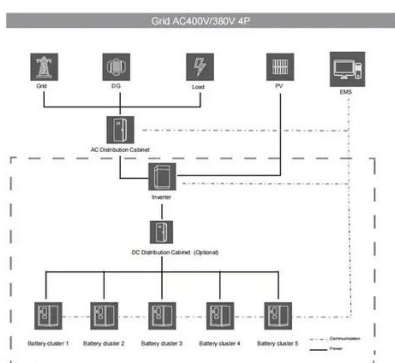 Grid AC400V/380V 4P
Grid
DG
Load
PV
EMS
AC Distribution Cabinet
Inverter
DC Distribution Cabinet (Optional)
Battery cluster 1
Battery cluster 2
Battery cluster 3
Battery cluster 4
Battery cluster 5
Communication
Power